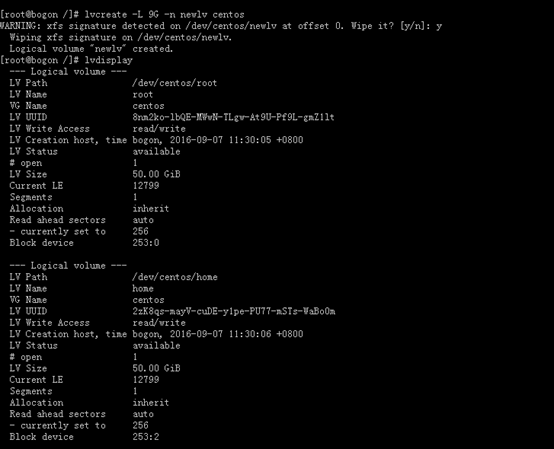 [root@bogon /]# lvcreate -L 9G -n newlv centos
WARNING: xfs signature detected on /dev/centos/newlv at offset 0. Wipe it? [y/n]: y
  Wiping xfs signature on /dev/centos/newlv.
  Logical volume "newlv" created.
[root@bogon /]# lvdisplay
  --- Logical volume ---
  LV Path                /dev/centos/root
  LV Name                root
  VG Name                centos
  LV UUID                8nm2ko-lbQE-MWwN-TLgw-At9U-Pf9L-gmZ1lt
  LV Write Access        read/write
  LV Creation host, time bogon, 2016-09-07 11:30:05 +0800
  LV Status              available
  # open                 1
  LV Size                50.00 GiB
  Current LE             12799
  Segments               1
  Allocation             inherit
  Read ahead sectors     auto
  - currently set to     256
  Block device           253:0
  --- Logical volume ---
  LV Path                /dev/centos/home
  LV Name                home
  VG Name                centos
  LV UUID                2zK8qs-mayV-cuDE-y1pe-PU77-mSTs-WaBo0m
  LV Write Access        read/write
  LV Creation host, time bogon, 2016-09-07 11:30:06 +0800
  LV Status              available
  # open                 1
  LV Size                50.00 GiB
  Current LE             12799
  Segments               1
  Allocation             inherit
  Read ahead sectors     auto
  - currently set to     256
  Block device           253:2